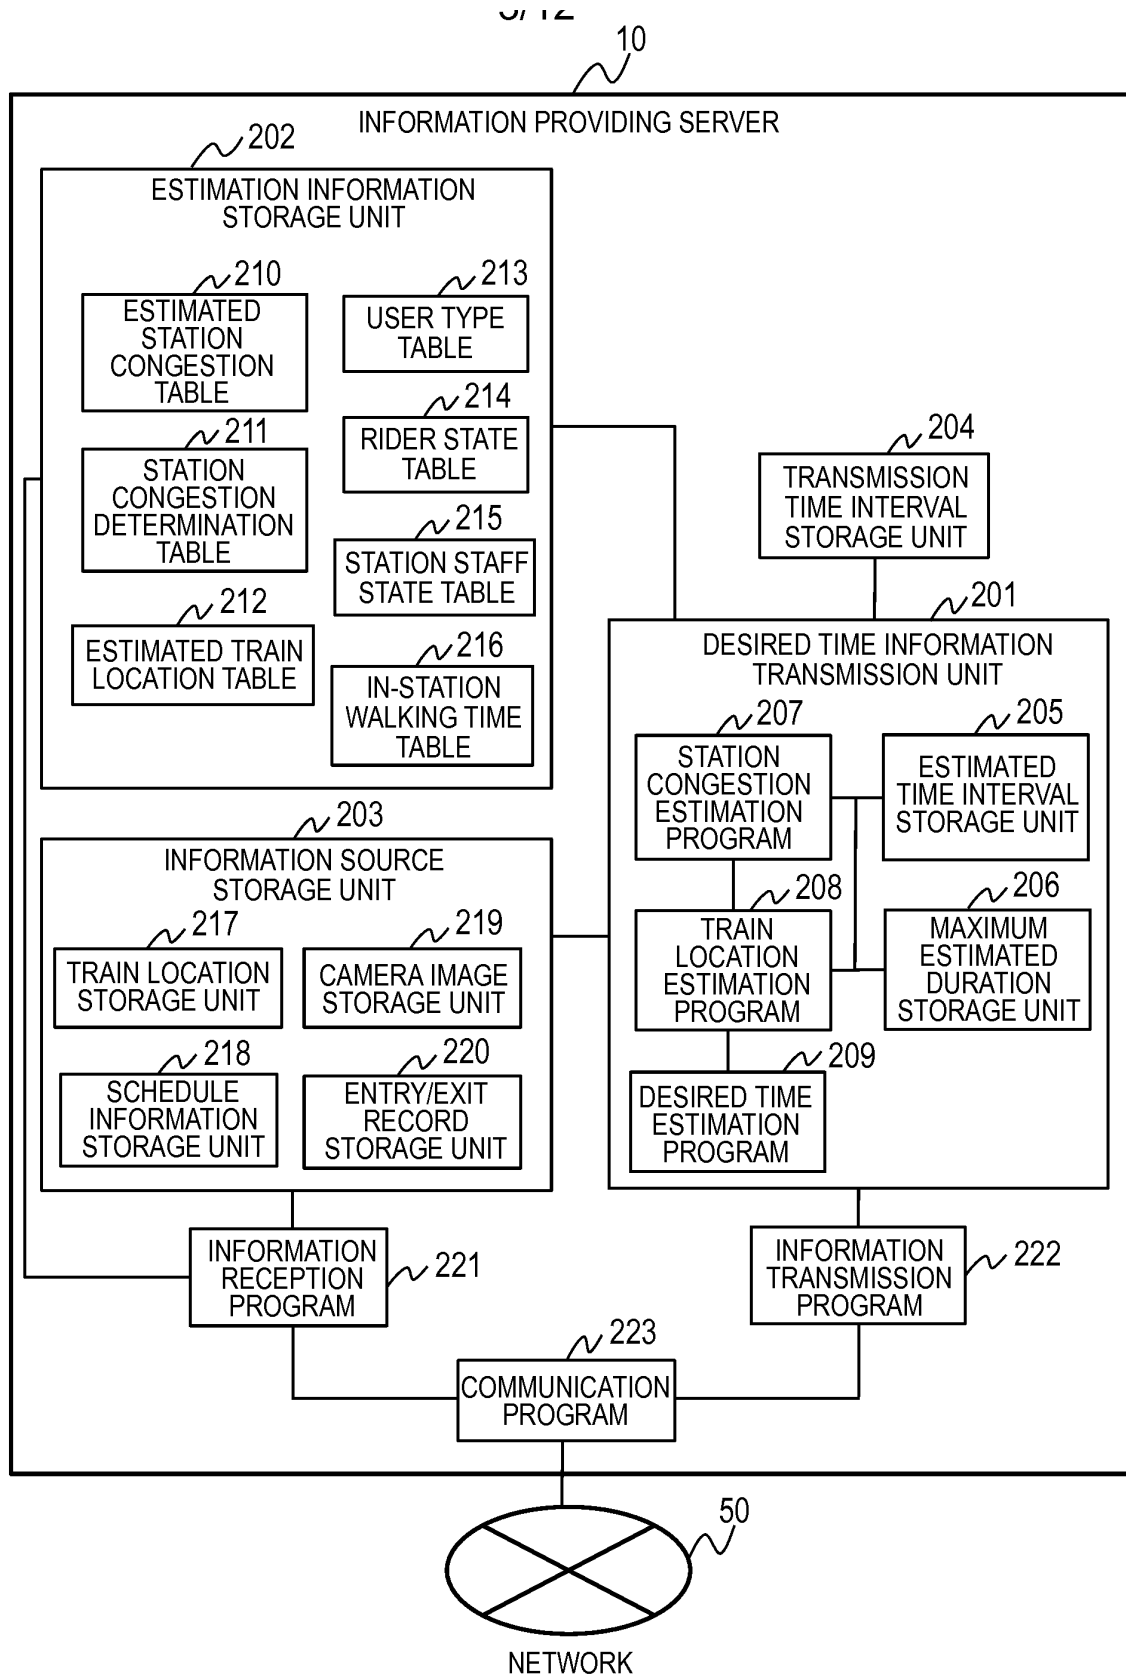 10
INFORMATION PROVIDING SERVER
202
ESTIMATION INFORMATION
STORAGE UNIT
210
ESTIMATED
STATION
CONGESTION
TABLE
213
USER TYPE
TABLE
211
STATION
CONGESTION
DETERMINATION
TABLE
214
RIDER STATE
TABLE
215
STATION STAFF
STATE TABLE
212
ESTIMATED TRAIN
LOCATION TABLE
216
IN-STATION
WALKING TIME
TABLE
204
TRANSMISSION
TIME INTERVAL
STORAGE UNIT
201
DESIRED TIME INFORMATION
TRANSMISSION UNIT
207
STATION
CONGESTION
ESTIMATION
PROGRAM
205
ESTIMATED
TIME INTERVAL
STORAGE UNIT
208
TRAIN
LOCATION
ESTIMATION
PROGRAM
206
MAXIMUM
ESTIMATED
DURATION
STORAGE UNIT
209
DESIRED TIME
ESTIMATION
PROGRAM
203
INFORMATION SOURCE
STORAGE UNIT
217
TRAIN LOCATION
STORAGE UNIT
219
CAMERA IMAGE
STORAGE UNIT
218
SCHEDULE
INFORMATION
STORAGE UNIT
220
ENTRY/EXIT
RECORD
STORAGE UNIT
INFORMATION
RECEPTION
PROGRAM
221
INFORMATION
TRANSMISSION
PROGRAM
222
223
COMMUNICATION
PROGRAM
50
NETWORK